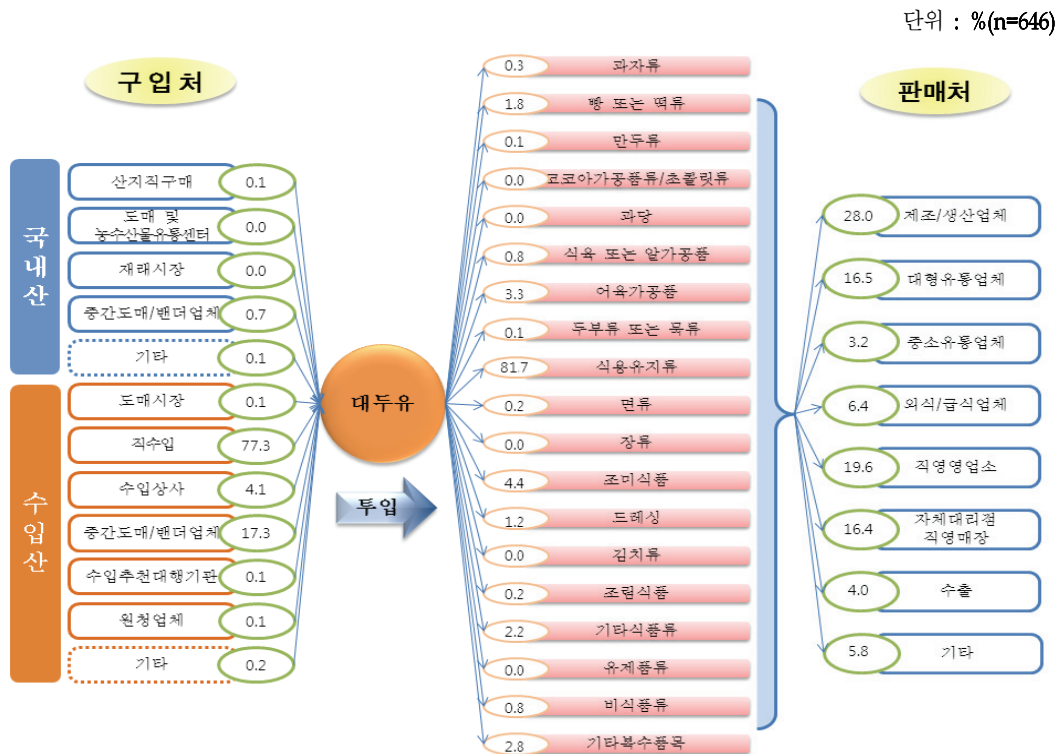 단위 : %(n=646)
구입처
국내산
산지직구매 0.1
도매 및
농수산물유통센터 0.0
재래시장 0.0
중간도매/밴더업체 0.7
기타 0.1
수입산
도매시장 0.1
직수입 77.3
수입상사 4.1
중간도매/밴더업체 17.3
수입추천대행기관 0.1
원청업체 0.1
기타 0.2
대두유
투입
0.3 과자류
1.8 빵 또는 떡류
0.1 만두류
0.0 코코아가공품류/초콜릿류
0.0 과당
0.8 식육 또는 알가공품
3.3 어육가공품
0.1 두부류 또는 묵류
81.7 식용유지류
0.2 면류
0.0 장류
4.4 조미식품
1.2 드레싱
0.0 김치류
0.2 조림식품
2.2 기타식품류
0.0 유제품류
0.8 비식품류
2.8 기타복수품목
판매처
28.0 제조/생산업체
16.5 대형유통업체
3.2 중소유통업체
6.4 외식/급식업체
19.6 직영영업소
16.4 자체대리점
직영매장
4.0 수출
5.8 기타